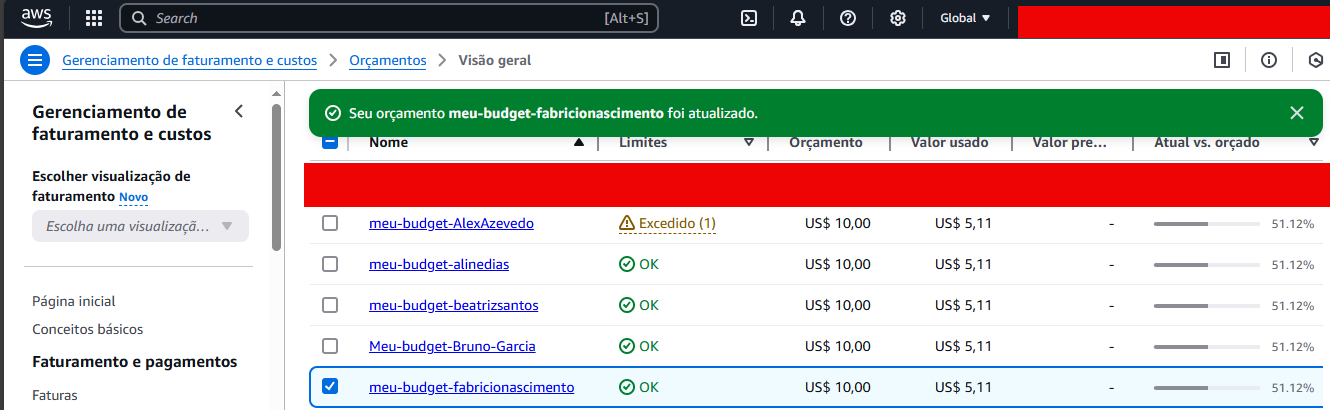 aws Search [Alt+S] Global
Gerenciamento de faturamento e custos > Orçamentos > Visão geral
Gerenciamento de
faturamento e custos
Escolher visualização de
faturamento Novo
Escolha uma visualizaçã...
Página inicial
Conceitos básicos
Faturamento e pagamentos
Faturas
Seu orçamento meu-budget-fabricionascimento foi atualizado.
Nome Limites Orçamento Valor usado Valor pre... Atual vs. orçado
meu-budget-AlexAzevedo Excedido (1) US$ 10,00 US$ 5,11 - 51.12%
meu-budget-alinedias OK US$ 10,00 US$ 5,11 - 51.12%
meu-budget-beatrizsantos OK US$ 10,00 US$ 5,11 - 51.12%
Meu-budget-Bruno-Garcia OK US$ 10,00 US$ 5,11 - 51.12%
meu-budget-fabricionascimento OK US$ 10,00 US$ 5,11 - 51.12%